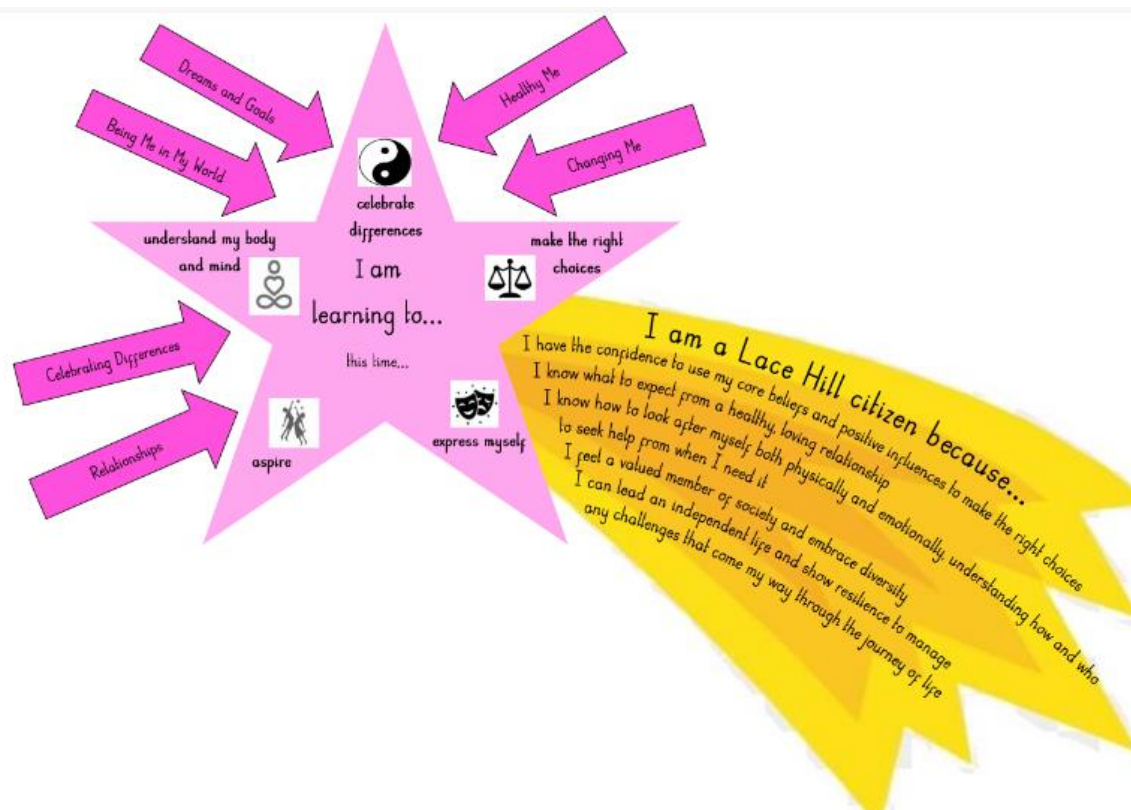 Dreams and Goals
Being Me in My World
Celebrating Differences
Relationships
Healthy Me
Changing Me
celebrate
differences
understand my body
and mind
make the right
choices
I am
learning to...
this time...
aspire
express myself
I am a Lace Hill citizen because...
I have the confidence to use my core beliefs and positive influences to make the right choices
I know what to expect from a healthy, loving relationship
I know how to look after myself both physically and emotionally, understanding how and who
to seek help from when I need it
I feel a valued member of society and embrace diversity
I can lead an independent life and show resilience to manage
any challenges that come my way through the journey of life